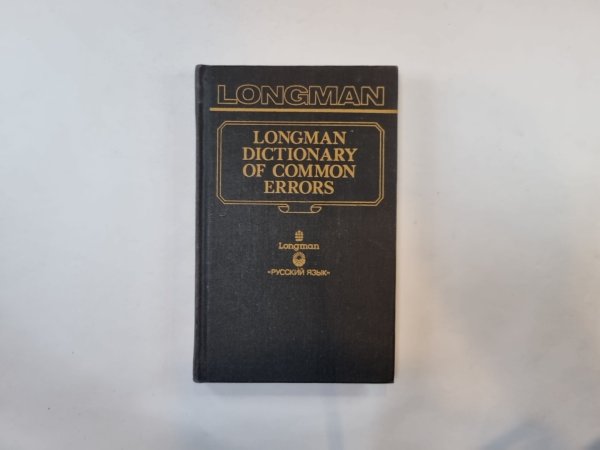 LONGMAN
LONGMAN
DICTIONARY
OF COMMON
ERRORS
Longman
«РУССКИЙ ЯЗЫК»